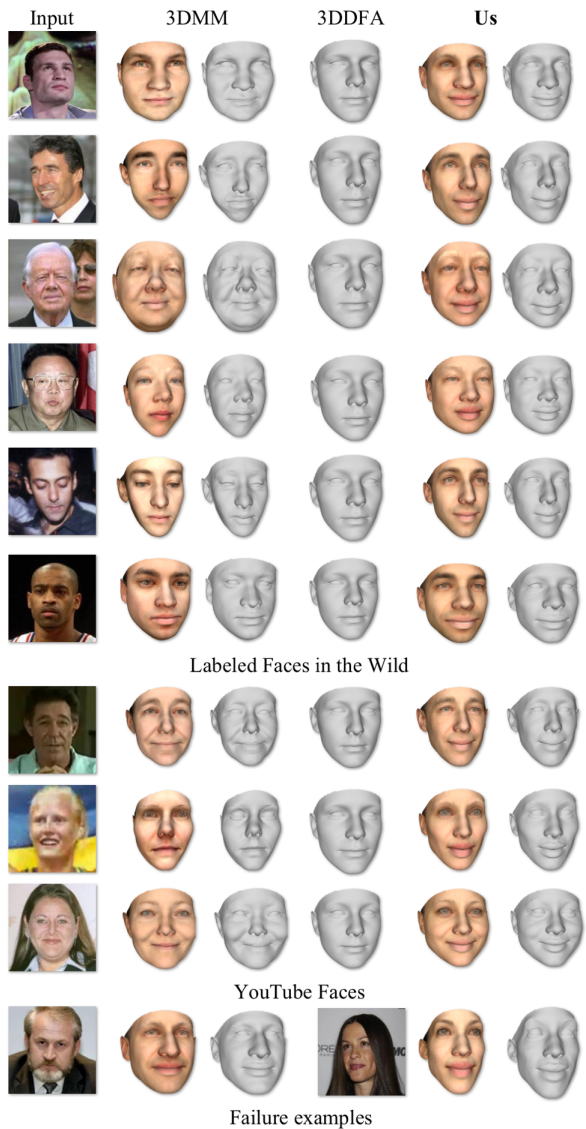 Input 3DMM 3DDFA Us
Labeled Faces in the Wild
YouTube Faces
Failure examples